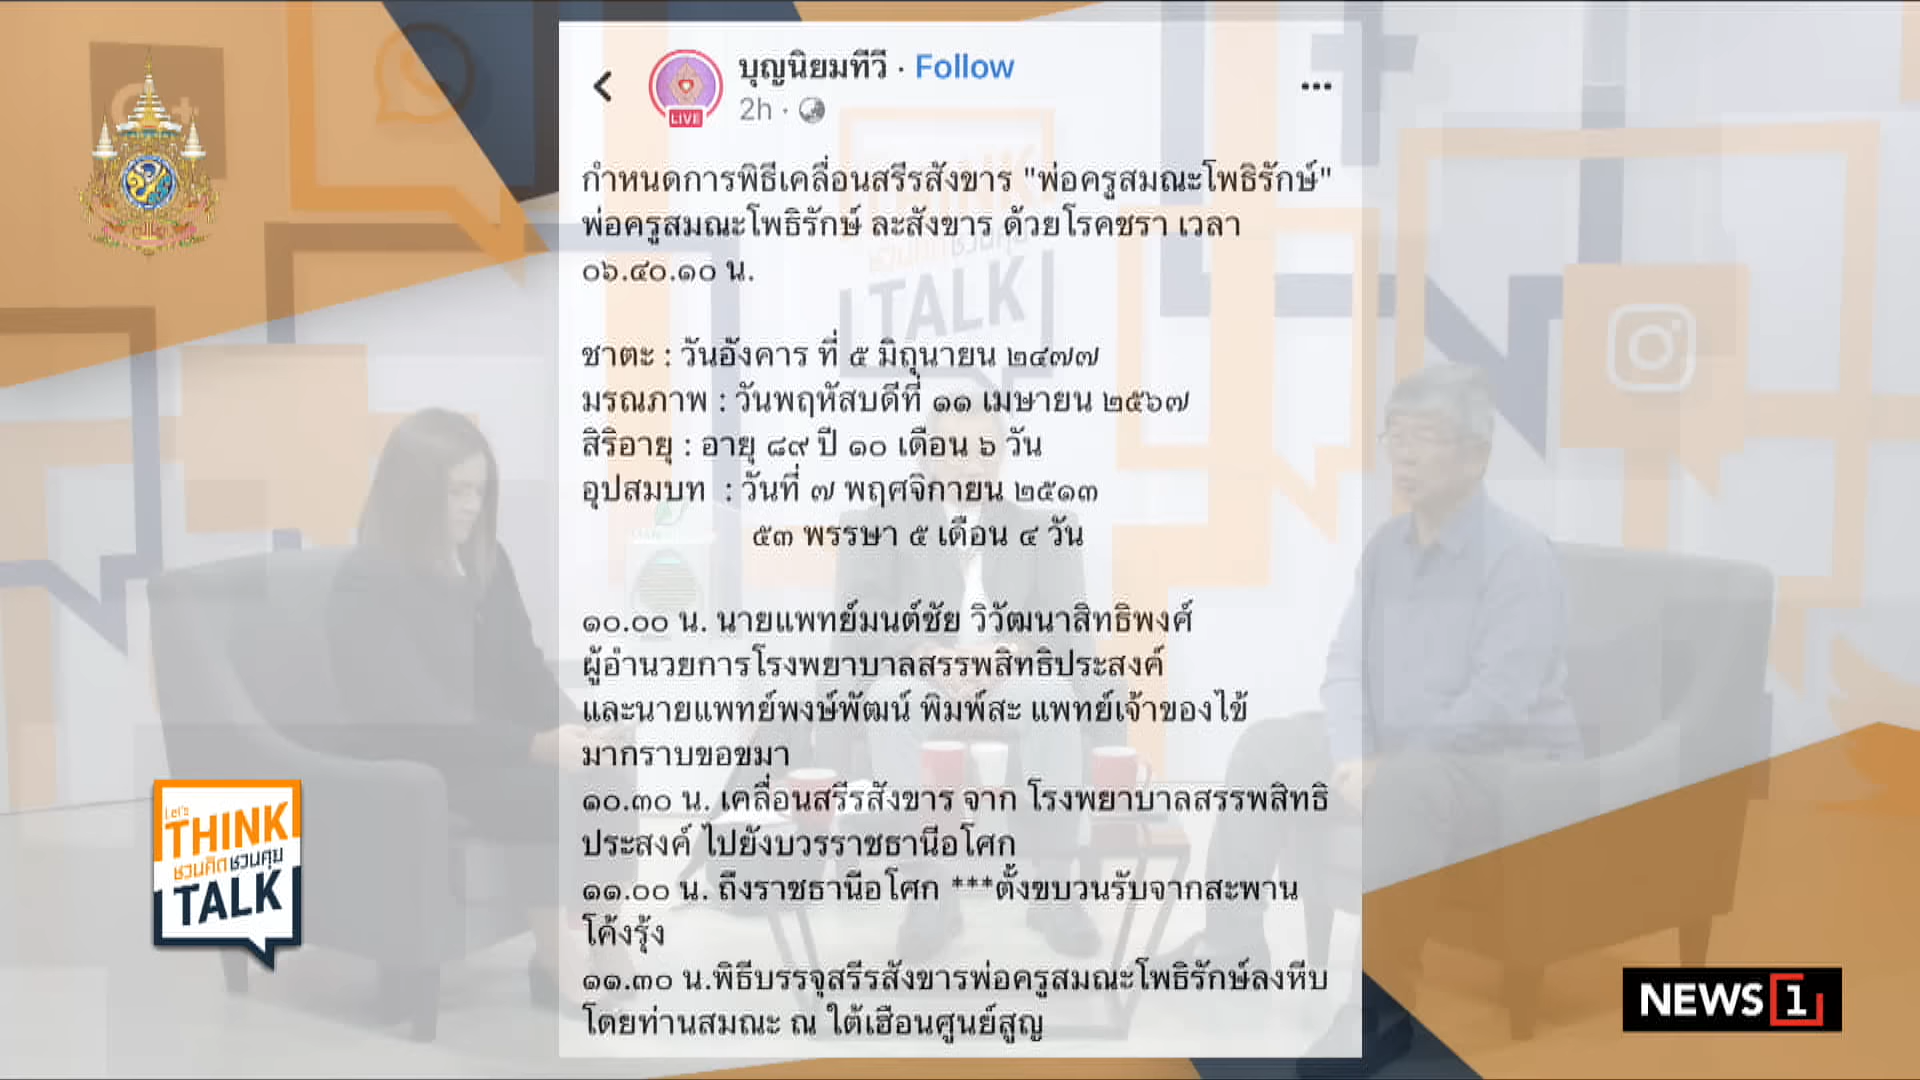 บุญนิยมทีวี · Follow
LIVE
2h ·
กำหนดการพิธีเคลื่อนสรีรสังขาร "พ่อครูสมณะโพธิรักษ์"
พ่อครูสมณะโพธิรักษ์ ละสังขาร ด้วยโรคชรา เวลา
๐๖.๔๐.๑๐ น.
ชาตะ : วันอังคาร ที่ ๕ มิถุนายน ๒๔๗๗
มรณภาพ : วันพฤหัสบดีที่ ๑๑ เมษายน ๒๕๖๗
สิริอายุ : อายุ ๘๙ ปี ๑๐ เดือน ๖ วัน
อุปสมบท : วันที่ ๗ พฤศจิกายน ๒๕๑๓
๕๓ พรรษา ๕ เดือน ๔ วัน
๑๐.๐๐ น. นายแพทย์มนต์ชัย วิวัฒนาสิทธิพงศ์
ผู้อำนวยการโรงพยาบาลสรรพสิทธิประสงค์
และนายแพทย์พงษ์พัฒน์ พิมพ์สะ แพทย์เจ้าของไข้
มากราบขอขมา
๑๐.๓๐ น. เคลื่อนสรีรสังขาร จาก โรงพยาบาลสรรพสิทธิ
ประสงค์ ไปยังบวรราชธานีอโศก
๑๑.๐๐ น. ถึงราชธานีอโศก ***ตั้งขบวนรับจากสะพาน
โค้งรุ้ง
๑๑.๓๐ น.พิธีบรรจุสรีรสังขารพ่อครูสมณะโพธิรักษ์ลงหีบ
โดยท่านสมณะ ณ ใต้เฮือนศูนย์สูญ
Let's
THINK
ชวนคิดชวนคุย
TALK
THINK
ชวนคิดชวนคุย
TALK
NEWS 1